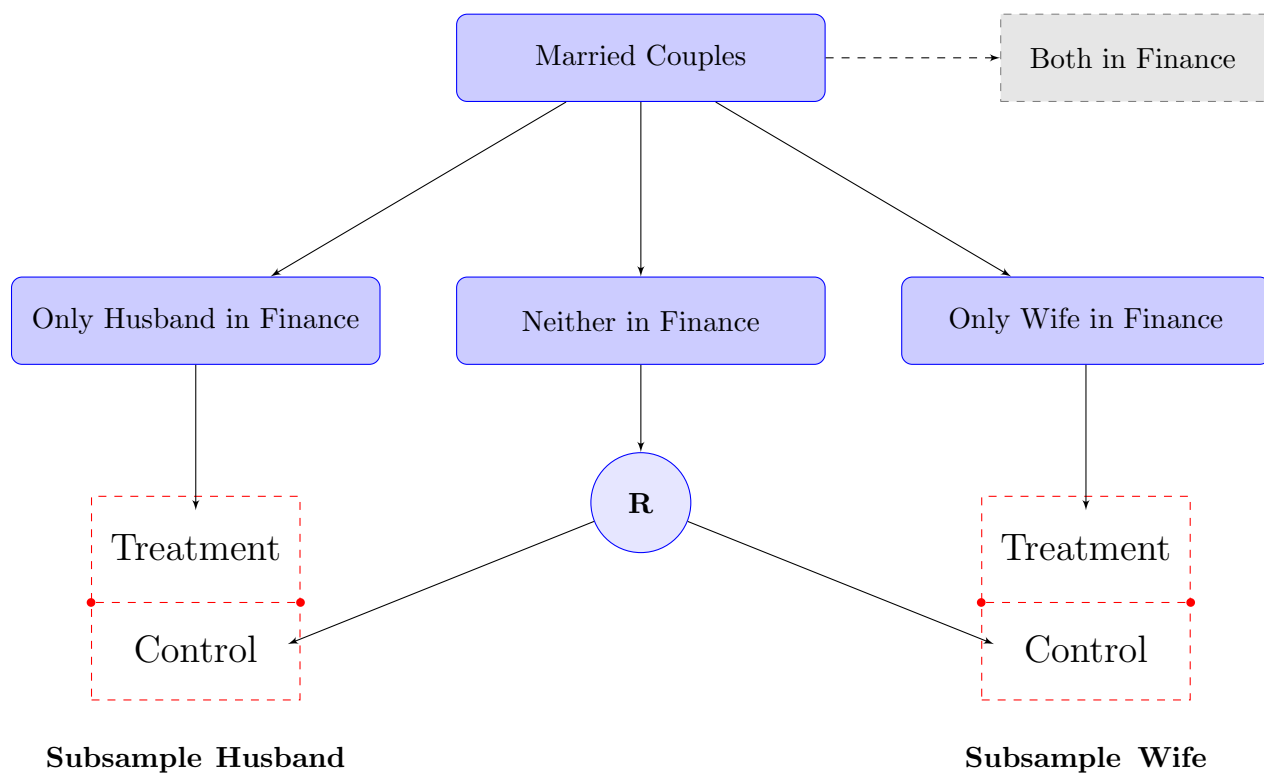 Married Couples
Both in Finance
Only Husband in Finance
Neither in Finance
Only Wife in Finance
R
Treatment
Treatment
Control
Control
Subsample Husband
Subsample Wife